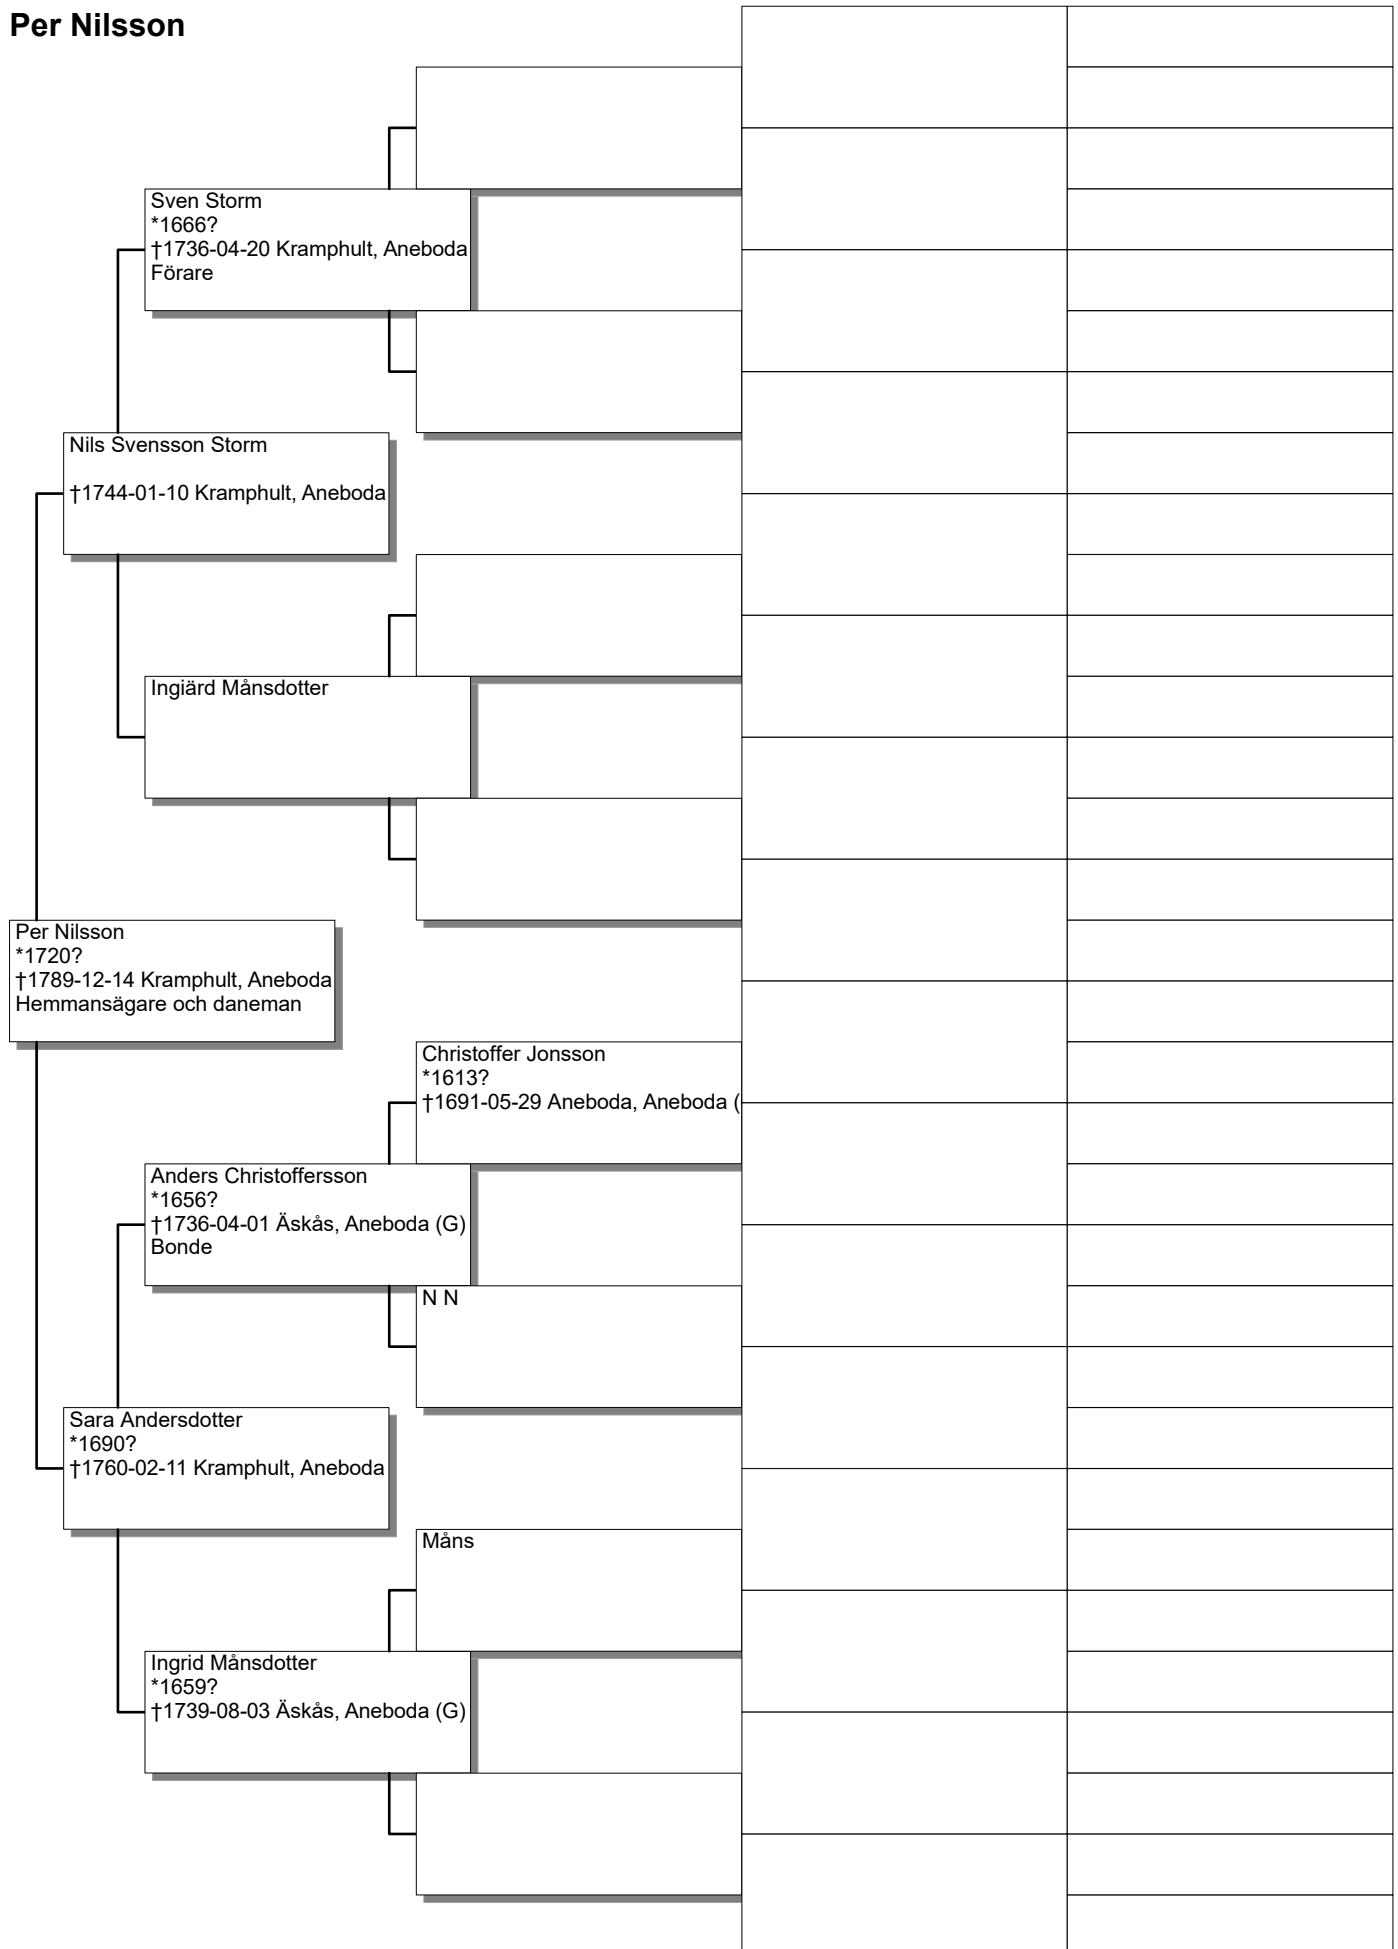 Per Nilsson
Sven Storm
*1666?
†1736-04-20 Kramphult, Aneboda
Förare
Nils Svensson Storm
†1744-01-10 Kramphult, Aneboda
Ingiärd Månsdotter
Per Nilsson
*1720?
†1789-12-14 Kramphult, Aneboda
Hemmansägare och daneman
Christoffer Jonsson
*1613?
†1691-05-29 Aneboda, Aneboda (
Anders Christoffersson
*1656?
†1736-04-01 Äskås, Aneboda (G)
Bonde
N N
Sara Andersdotter
*1690?
†1760-02-11 Kramphult, Aneboda
Måns
Ingrid Månsdotter
*1659?
†1739-08-03 Äskås, Aneboda (G)